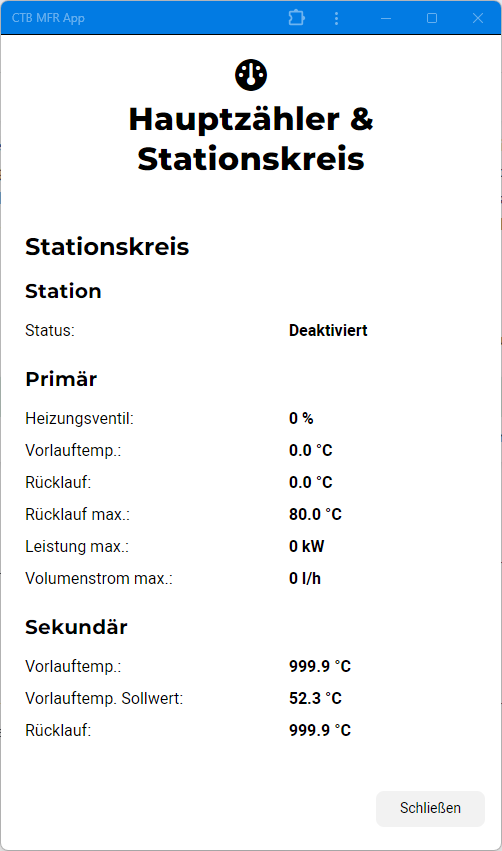 CTB MFR App
Hauptzähler &
Stationskreis
Stationskreis
Station
Status: Deaktiviert
Primär
Heizungsventil: 0 %
Vorlauftemp.: 0.0 °C
Rücklauf: 0.0 °C
Rücklauf max.: 80.0 °C
Leistung max.: 0 kW
Volumenstrom max.: 0 l/h
Sekundär
Vorlauftemp.: 999.9 °C
Vorlauftemp. Sollwert: 52.3 °C
Rücklauf: 999.9 °C
Schließen